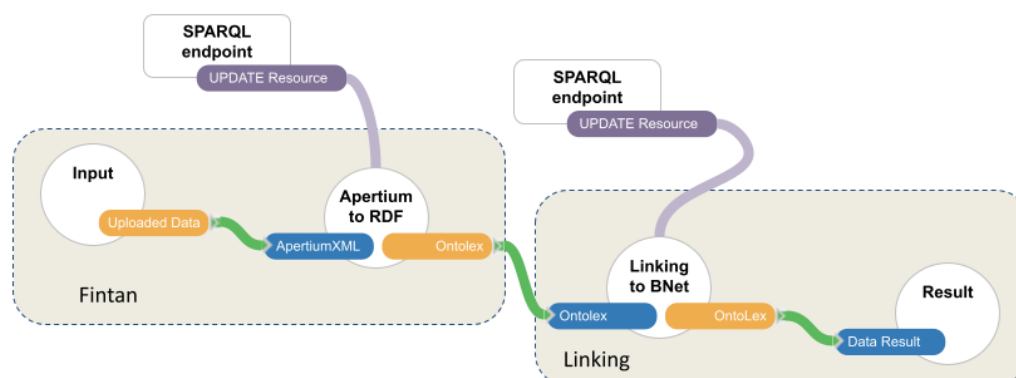 SPARQL
endpoint
UPDATE Resource
SPARQL
endpoint
UPDATE Resource
Input
Uploaded Data
Apertium
to RDF
ApertiumXML
Ontolex
Fintan
Linking
to BNet
Ontolex
OntoLex
Result
Data Result
Linking